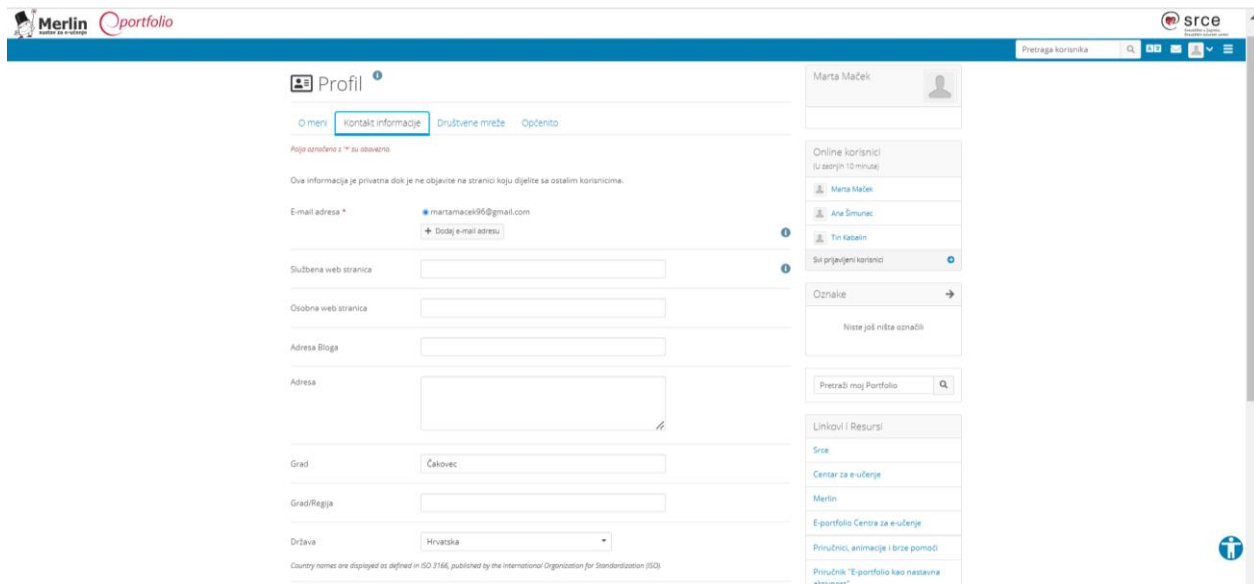 Merlin
sustav za e-učenje
portfolio
srce
Pretraga korisnika
Profil
O meni
Kontakt informacije
Društvene mreže
Općenito
Polja označena s '*' su obavezna.
Ova informacija je privatna dok je ne objavite na stranici koju dijelite sa ostalim korisnicima.
E-mail adresa *
martamacek96@gmail.com
+ Dodaj e-mail adresu
Službena web stranica
Osobna web stranica
Adresa Bloga
Adresa
Grad
Čakovec
Grad/Regija
Država
Hrvatska
Country names are displayed as defined in ISO 3166, published by the International Organization for Standardization (ISO).
Marta Maček
Online korisnici
(U zadnjih 10 minuta)
Marta Maček
Ana Šimunac
Tin Kabalin
Svi prijavljeni korisnici
Oznake
Niste još ništa označili
Pretraži moj Portfolio
Linkovi i Resursi
Srce
Centar za e-učenje
Merlin
E-portfolio Centra za e-učenje
Priručnici, animacije i brze pomoći
Priručnik "E-portfolio kao nastavna